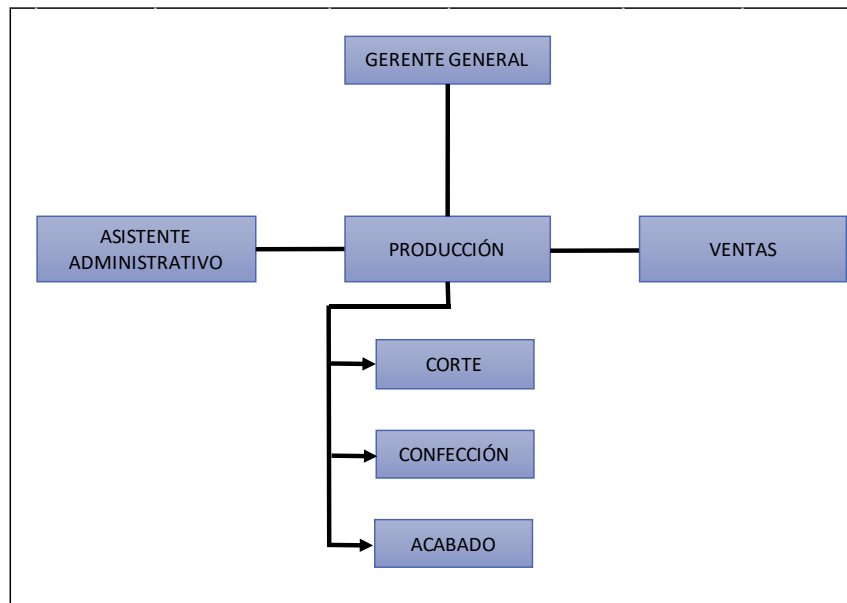 GERENTE GENERAL
ASISTENTE
ADMINISTRATIVO
PRODUCCIÓN
VENTAS
CORTE
CONFECCIÓN
ACABADO